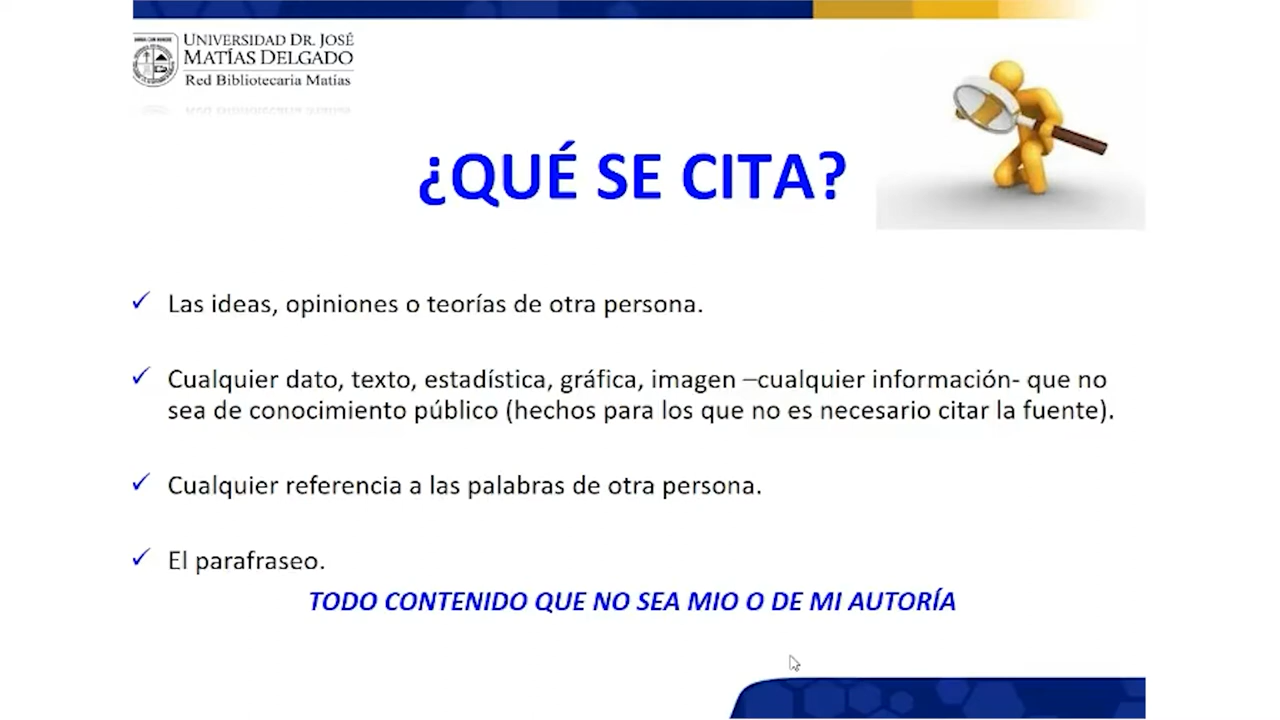 UNIVERSIDAD DR. JOSÉ
MATÍAS DELGADO
Red Bibliotecaria Matías
¿QUÉ SE CITA?
✓ Las ideas, opiniones o teorías de otra persona.
✓ Cualquier dato, texto, estadística, gráfica, imagen –cualquier información- que no
sea de conocimiento público (hechos para los que no es necesario citar la fuente).
✓ Cualquier referencia a las palabras de otra persona.
✓ El parafraseo.
TODO CONTENIDO QUE NO SEA MIO O DE MI AUTORÍA